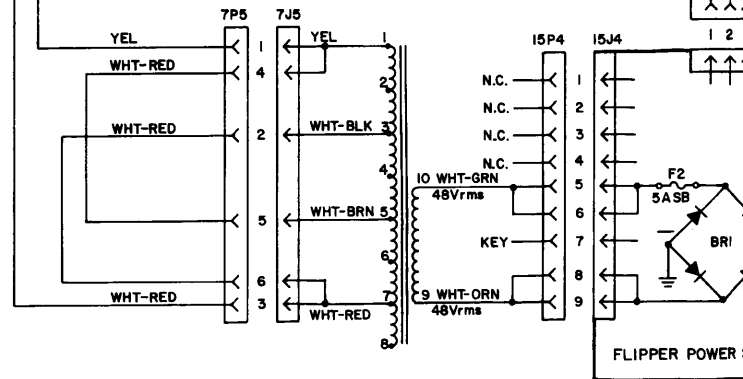 7P5 7J5
YEL 1 YEL 1
WHT-RED 4
2
15P4 15J4
1 2
N.C. 1
N.C. 2
WHT-RED 2 WHT-BLK 3
N.C. 3
N.C. 4
4
10 WHT-GRN 5 F2
48Vrms 5ASB
5 WHT-BRN 5 6
KEY 7 BR1
6
6 8
WHT-RED 3 7 9 WHT-ORN 9
WHT-RED 48Vrms
8
FLIPPER POWER